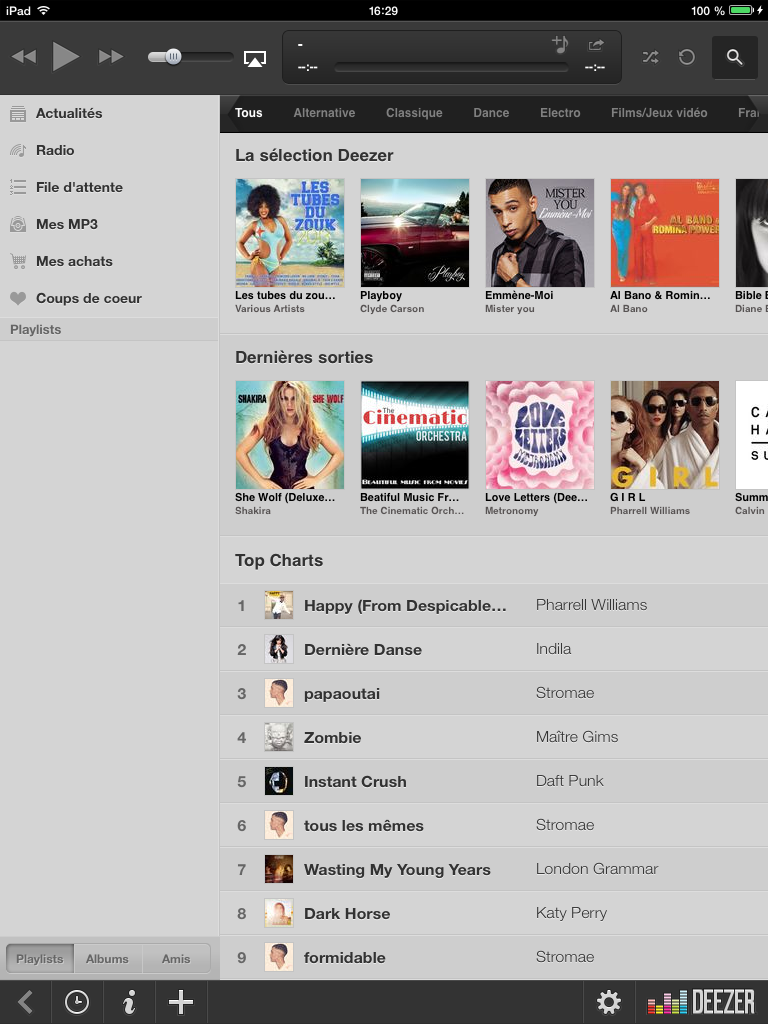 iPad 16:29 100 %
-
--:-- --:--
Actualités
Radio
File d'attente
Mes MP3
Mes achats
Coups de coeur
Playlists
Tous Alternative Classique Dance Electro Films/Jeux vidéo Fra
La sélection Deezer
LES TUBES DU ZOUK
MISTER YOU
Emmène-Moi
AL BANO & ROMINA POWER
Playboy
Les tubes du zou... Playboy Emmène-Moi Al Bano & Romin... Bible
Various Artists Clyde Carson Mister you Al Bano Diane
Dernières sorties
SHAKIRA SHE WOLF
The Cinematic ORCHESTRA
BEAUTIFUL MUSIC FROM MOVIES
LOVE LETTERS METRONOMY
GIRL
CA
HA
SU
She Wolf (Deluxe... Beatiful Music Fr... Love Letters (Dee... G I R L Summ
Shakira The Cinematic Orch... Metronomy Pharrell Williams Calvin
Top Charts
1 Happy (From Despicable... Pharrell Williams
2 Dernière Danse Indila
3 papaoutai Stromae
4 Zombie Maître Gims
5 Instant Crush Daft Punk
6 tous les mêmes Stromae
7 Wasting My Young Years London Grammar
8 Dark Horse Katy Perry
9 formidable Stromae
Playlists Albums Amis
DEEZER